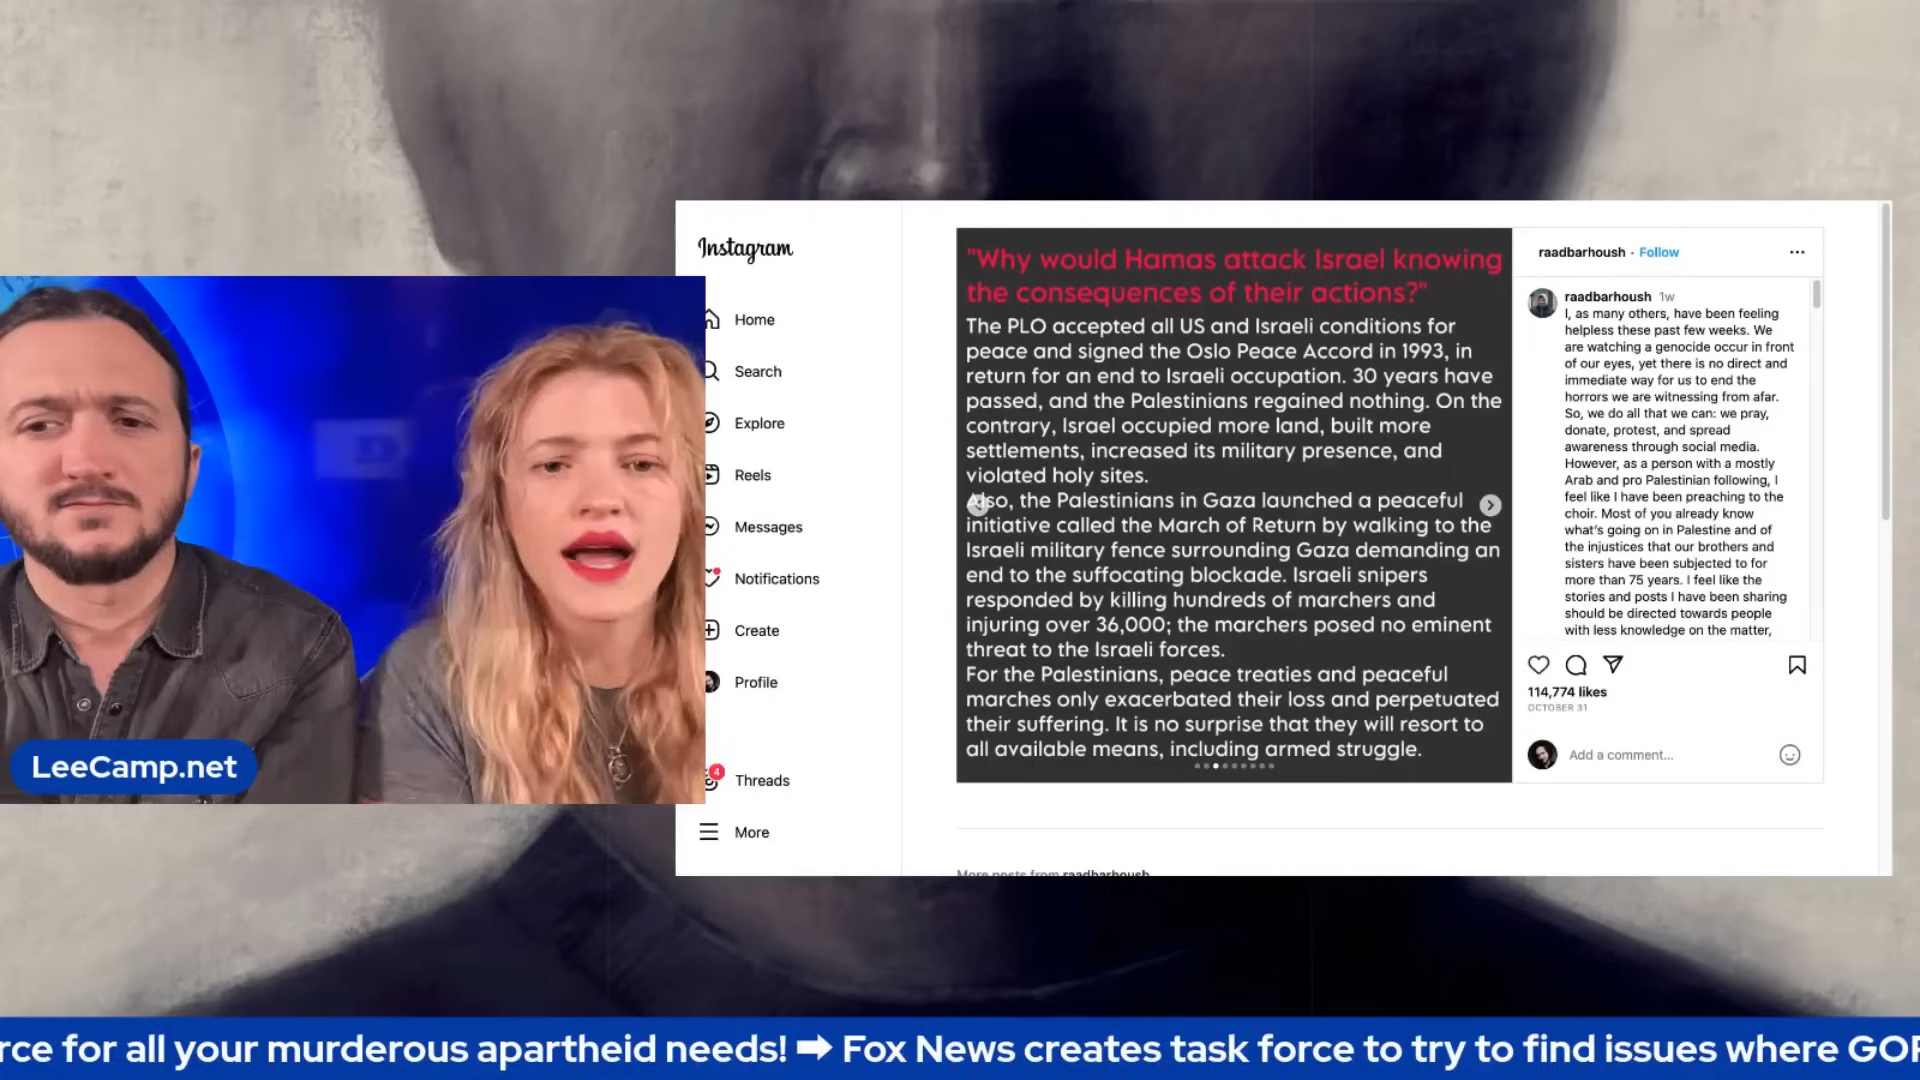 Instagram
Home
Search
Explore
Reels
Messages
Notifications
Create
Profile
4
Threads
More
"Why would Hamas attack Israel knowing
the consequences of their actions?"
The PLO accepted all US and Israeli conditions for
peace and signed the Oslo Peace Accord in 1993, in
return for an end to Israeli occupation. 30 years have
passed, and the Palestinians regained nothing. On the
contrary, Israel occupied more land, built more
settlements, increased its military presence, and
violated holy sites.
Also, the Palestinians in Gaza launched a peaceful
initiative called the March of Return by walking to the
Israeli military fence surrounding Gaza demanding an
end to the suffocating blockade. Israeli snipers
responded by killing hundreds of marchers and
injuring over 36,000; the marchers posed no eminent
threat to the Israeli forces.
For the Palestinians, peace treaties and peaceful
marches only exacerbated their loss and perpetuated
their suffering. It is no surprise that they will resort to
all available means, including armed struggle.
raadbarhoush · Follow
raadbarhoush 1w
I, as many others, have been feeling
helpless these past few weeks. We
are watching a genocide occur in front
of our eyes, yet there is no direct and
immediate way for us to end the
horrors we are witnessing from afar.
So, we do all that we can: we pray,
donate, protest, and spread
awareness through social media.
However, as a person with a mostly
Arab and pro Palestinian following, I
feel like I have been preaching to the
choir. Most of you already know
what's going on in Palestine and of
the injustices that our brothers and
sisters have been subjected to for
more than 75 years. I feel like the
stories and posts I have been sharing
should be directed towards people
with less knowledge on the matter,
114,774 likes
OCTOBER 31
Add a comment...
More posts from raadbarhoush
LeeCamp.net
rce for all your murderous apartheid needs! ➡ Fox News creates task force to try to find issues where GOP